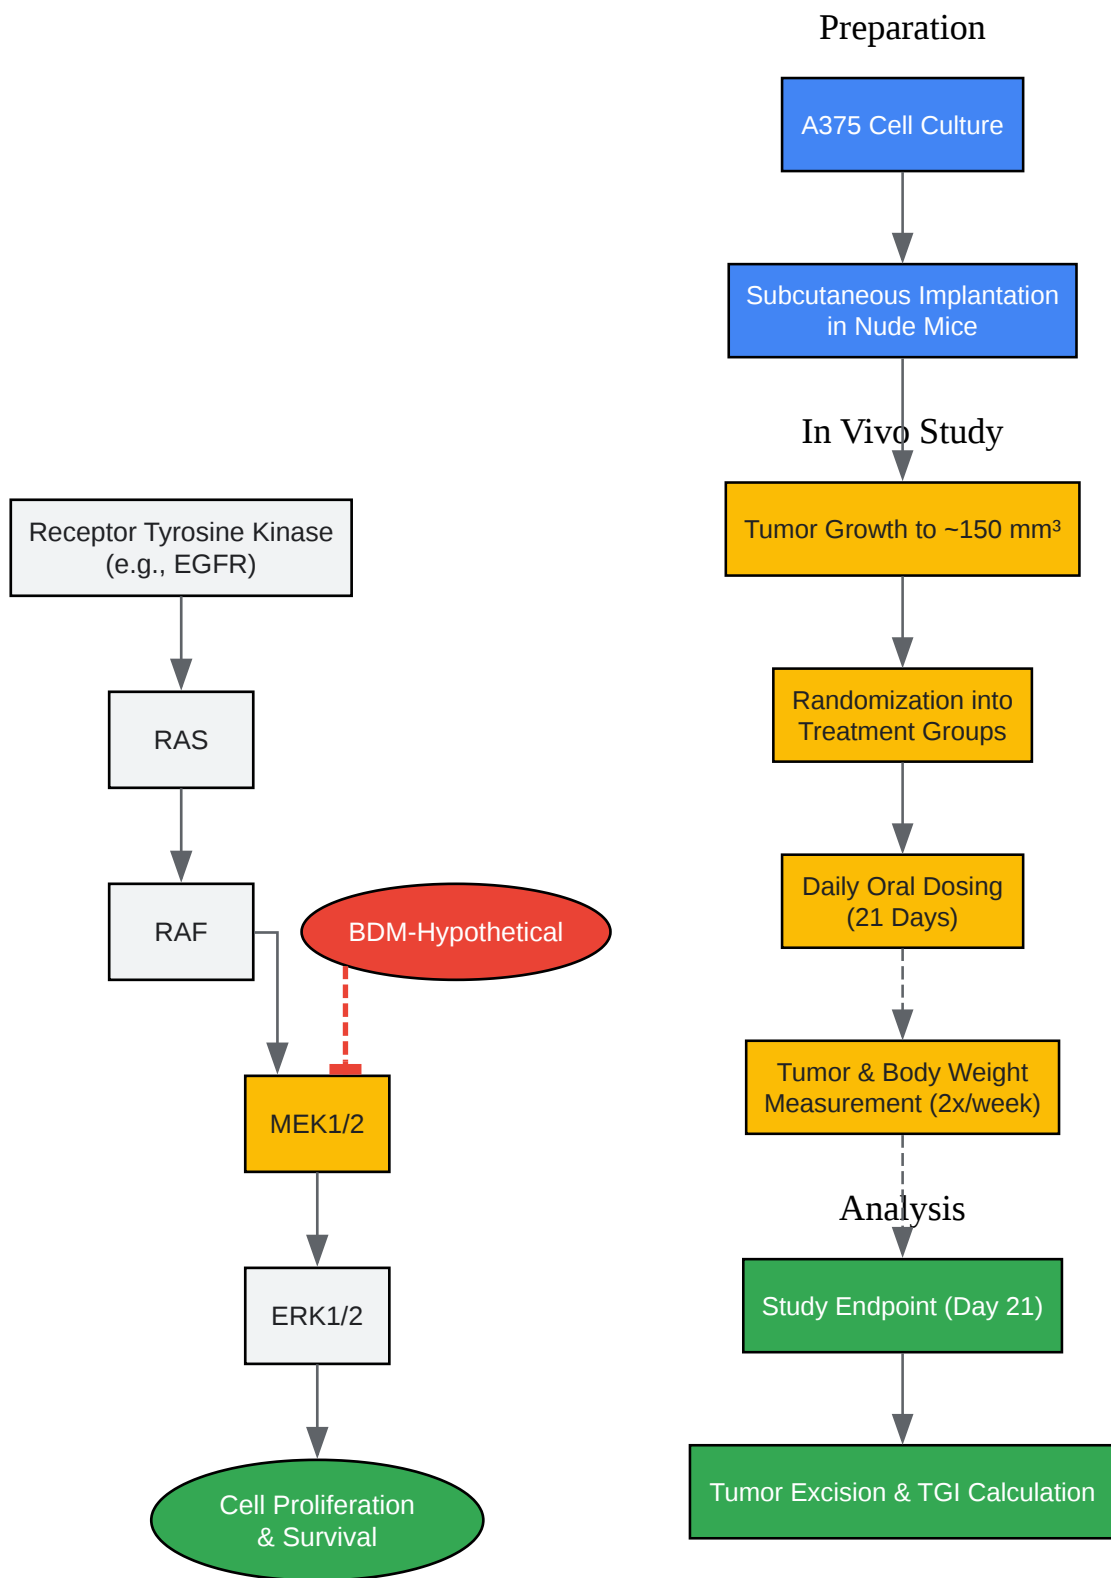 Receptor Tyrosine Kinase
(e.g., EGFR)
RAS
RAF
BDM-Hypothetical
MEK1/2
ERK1/2
Cell Proliferation
& Survival
Preparation
A375 Cell Culture
Subcutaneous Implantation
in Nude Mice
In Vivo Study
Tumor Growth to ~150 mm³
Randomization into
Treatment Groups
Daily Oral Dosing
(21 Days)
Tumor & Body Weight
Measurement (2x/week)
Analysis
Study Endpoint (Day 21)
Tumor Excision & TGI Calculation